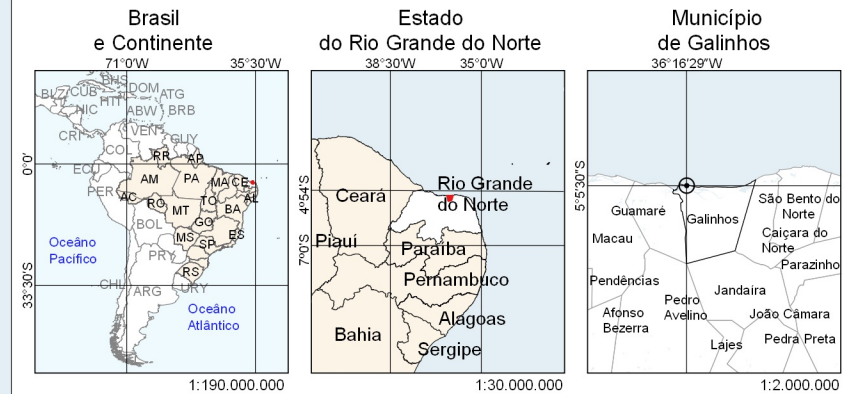 Brasil
e Continente
71°0'W
35°30'W
BHS
BLZ
CUB
DOM
HTI
ATG
NIC
ABW
BRB
CRI
VEN
GUY
COL
0°0'
RR
AP
ECU
AM
PA
MA
CE
PER
AC
RO
TO
AL
MT
BA
BOL
GO
MS
ES
SP
Oceano
Pacífico
PRY
RS
33°30'S
CHL
ARG
URY
Oceâno
Atlântico
1:190.000.000
Estado
do Rio Grande do Norte
38°30'W
35°0'W
4°54'S
Rio Grande
do Norte
Ceará
7°0'S
Piauí
Paraíba
Pernambuco
Alagoas
Bahia
Sergipe
1:30.000.000
Município
de Galinhos
36°16'29"W
5°5'30"S
São Bento do
Norte
Guamaré
Galinhos
Caiçara do
Norte
Macau
Parazinho
Pendências
Jandaíra
Pedro
Avelino
Afonso
Bezerra
João Câmara
Lajes
Pedra Preta
1:2.000.000